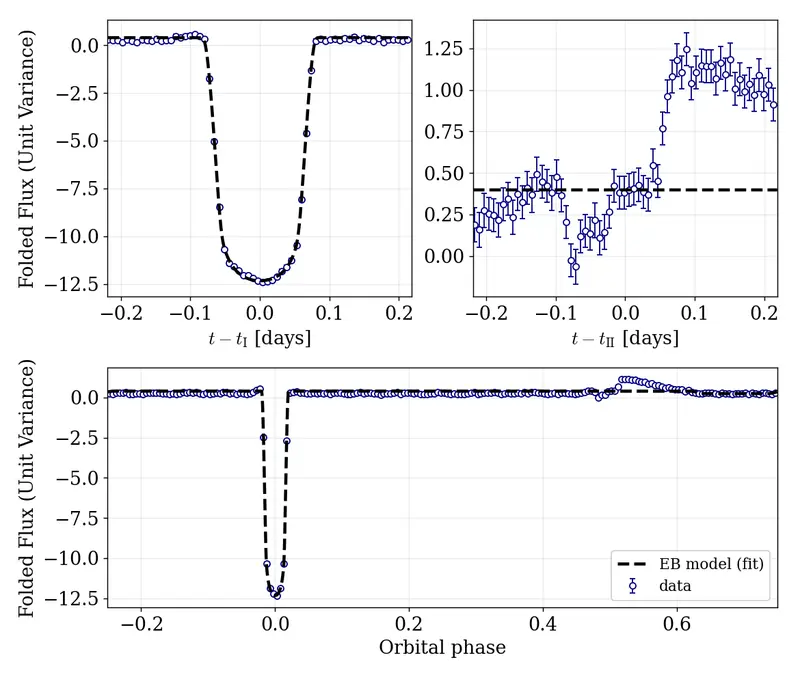 Folded Flux (Unit Variance)
0.0
−2.5
−5.0
−7.5
−10.0
−12.5
−0.2 −0.1 0.0 0.1 0.2
t − tI [days]
1.25
1.00
0.75
0.50
0.25
0.00
−0.2 −0.1 0.0 0.1 0.2
t − tII [days]
Folded Flux (Unit Variance)
0.0
−2.5
−5.0
−7.5
−10.0
−12.5
EB model (fit)
data
−0.2 0.0 0.2 0.4 0.6
Orbital phase